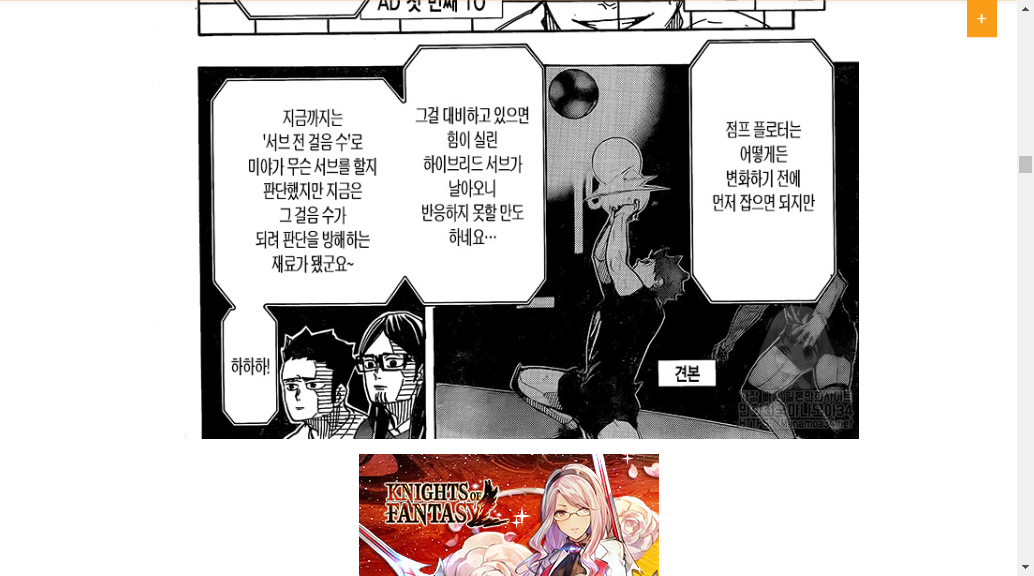 AD 첫 번째 TO
점프 플로터는
어떻게든
변화하기 전에
먼저 잡으면 되지만
그걸 대비하고 있으면
힘이 실린
하이브리드 서브가
날아오니
반응하지 못할 만도
하네요…
지금까지는
'서브 전 걸음 수'로
미야가 무슨 서브를 할지
판단했지만 지금은
그 걸음 수가
되려 판단을 방해하는
재료가 됐군요~
하하하!
견본
KNIGHTS OF
FANTASY